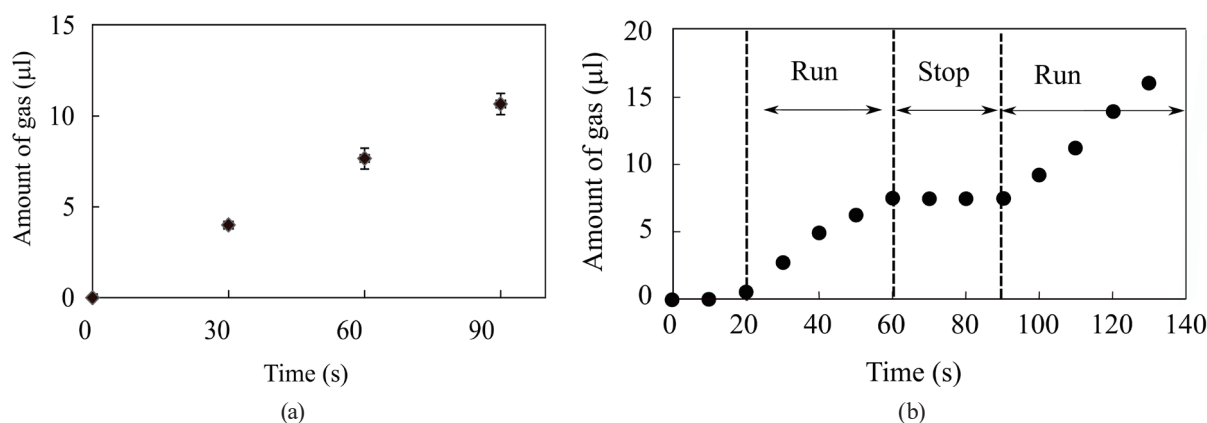 15
10
5
0
0 30 60 90
Amount of gas (μl)
Time (s)
(a)
20
15
10
5
0
0 20 40 60 80 100 120 140
Amount of gas (μl)
Run Stop Run
Time (s)
(b)